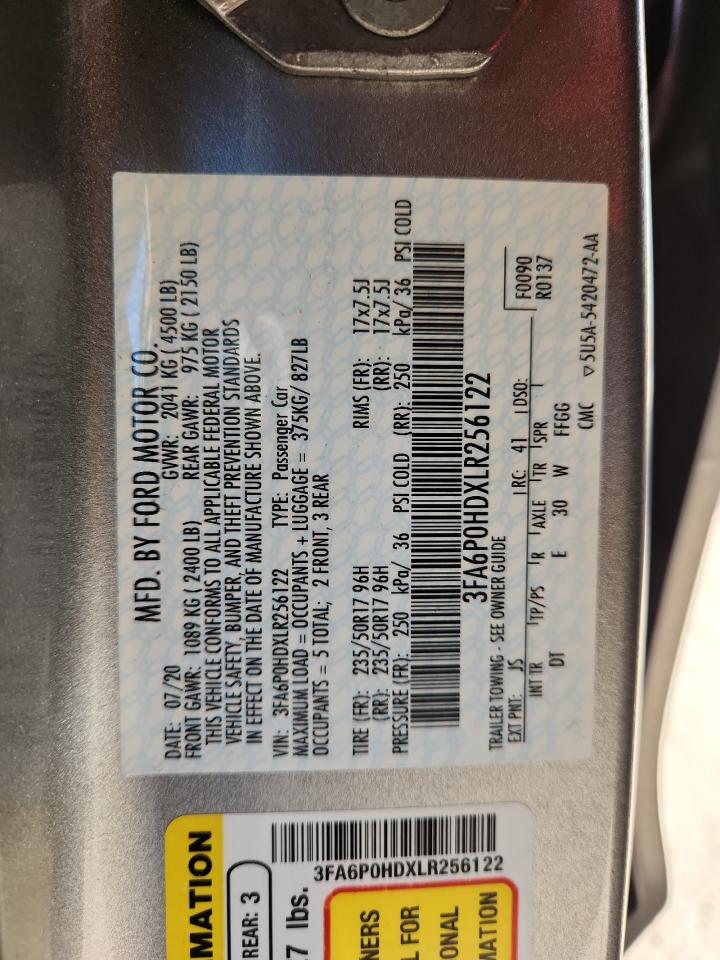 MFD. BY FORD MOTOR CO.
DATE: 07/20 GVWR: 2041 KG ( 4500 LB)
FRONT GAWR: 1089 KG ( 2400 LB) REAR GAWR: 975 KG ( 2150 LB)
THIS VEHICLE CONFORMS TO ALL APPLICABLE FEDERAL MOTOR
VEHICLE SAFETY, BUMPER, AND THEFT PREVENTION STANDARDS
IN EFFECT ON THE DATE OF MANUFACTURE SHOWN ABOVE.
VIN: 3FA6P0HDXLR256122 TYPE: Passenger Car
MAXIMUM LOAD = OCCUPANTS + LUGGAGE = 375KG/ 827LB
OCCUPANTS = 5 TOTAL; 2 FRONT, 3 REAR
TIRE (FR): 235/50R17 96H RIMS (FR): 17x7.5J
(RR): 235/50R17 96H (RR): 17x7.5J
PRESSURE (FR): 250 kPa/ 36 PSI COLD (RR): 250 kPa/ 36 PSI COLD
3FA6P0HDXLR256122
TRAILER TOWING - SEE OWNER GUIDE F0090
EXT PNT: JS RC: 41 DSO: R0137
INT TR TP/PS R AXLE TR SPR
DT E 30 W FFGG
CMC ▽5U5A-5420472-AA
MATION
REAR: 3
7 lbs.
3FA6P0HDXLR256122
NERS
L FOR
ONAL
MATION